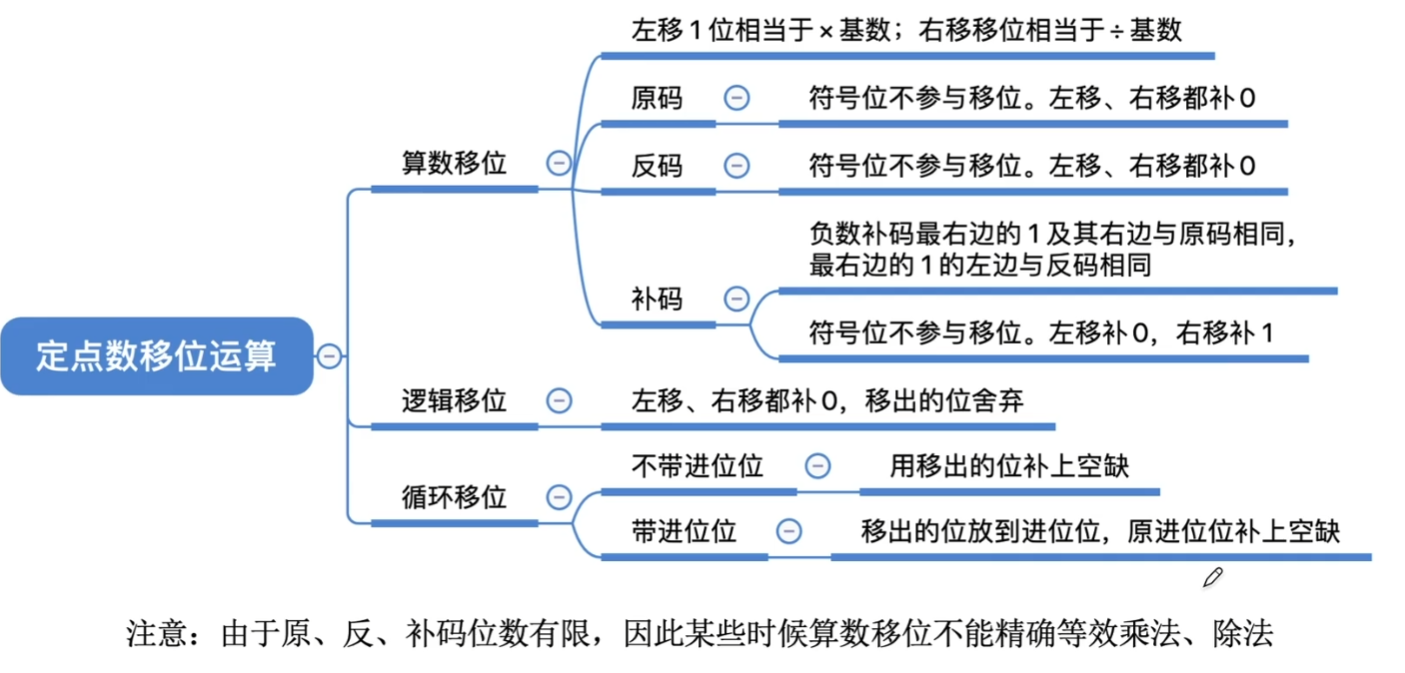 左移1位相当于×基数；右移移位相当于÷基数
原码
符号位不参与移位。左移、右移都补0
算数移位
反码
符号位不参与移位。左移、右移都补0
负数补码最右边的1及其右边与原码相同，
最右边的1的左边与反码相同
补码
符号位不参与移位。左移补0，右移补1
定点数移位运算
逻辑移位
左移、右移都补0，移出的位舍弃
不带进位位
用移出的位补上空缺
循环移位
带进位位
移出的位放到进位位，原进位位补上空缺
注意：由于原、反、补码位数有限，因此某些时候算数移位不能精确等效乘法、除法